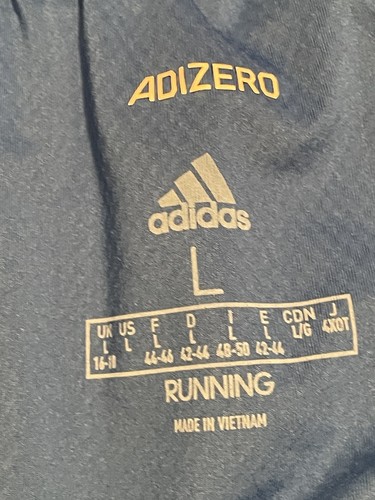 ADIZERO
adidas
L
UK US F D I E CDN J
L L L L L L L/G 4XOT
16-18 44-46 42-44 48-50 42-44
RUNNING
MADE IN VIETNAM